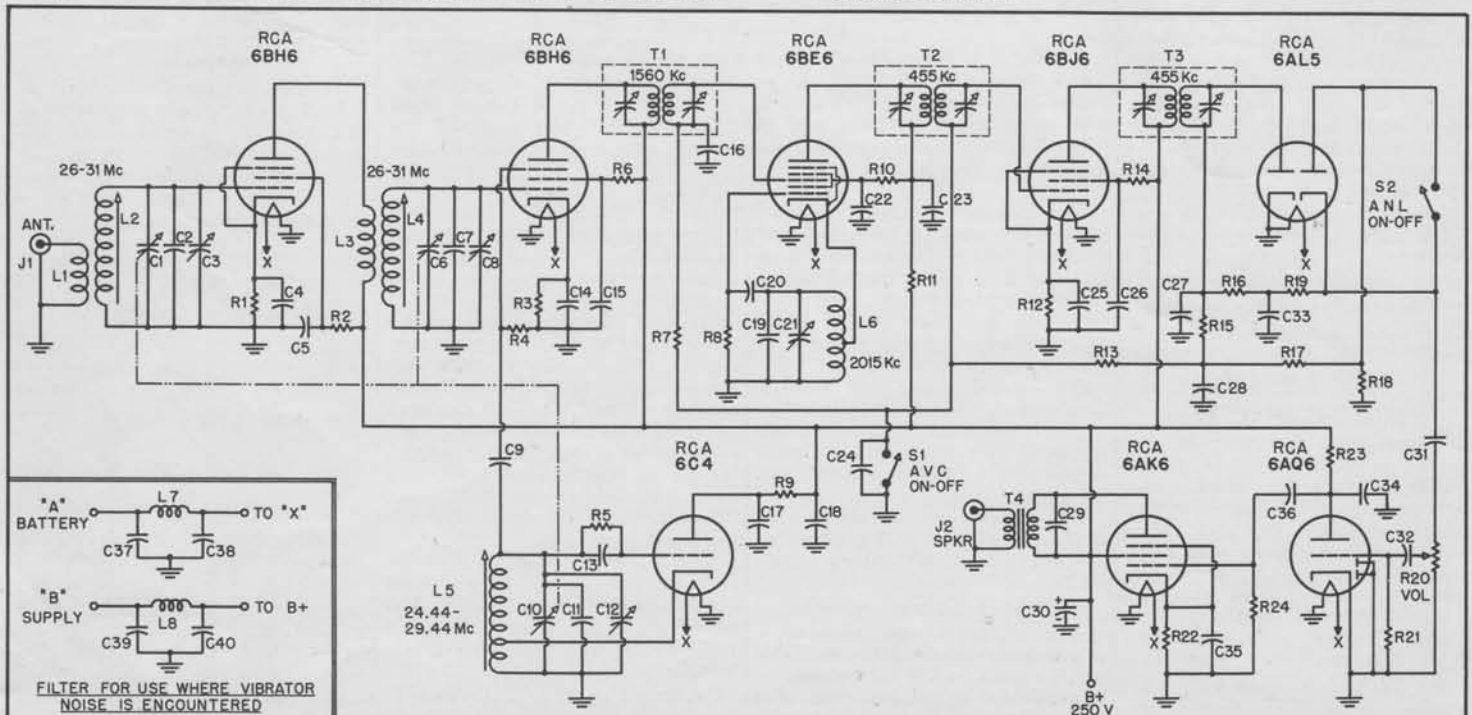 RCA
6BH6
RCA
6BH6
T1
1560 Kc
RCA
6BE6
T2
455 Kc
RCA
6BJ6
T3
455 Kc
RCA
6AL5
26-31 Mc
26-31 Mc
ANT.
J1
L1
L2
C1
C2
C3
R1
C4
C5
R2
L3
L4
C6
C7
C8
R3
R4
C14
C15
R6
C16
R7
R8
C20
C19
C21
L6
2015 Kc
C22
R10
C23
R11
R12
C25
C26
R14
R13
C27
R16
R19
C33
R15
R17
C28
R18
S2
A N L
ON-OFF
C31
C9
RCA
6C4
R5
C13
L5
24.44-
29.44 Mc
C10
C11
C12
X
X
X
X
X
C17
R9
C18
C24
S1
A V C
ON-OFF
J2
SPKR
T4
C29
C30
+
RCA
6AK6
X
R22
C35
R24
B+
250 V
RCA
6AQ6
R23
C36
C34
C32
R20
VOL
R21
X
"A"
BATTERY
L7
TO "X"
C37
C38
"B"
SUPPLY
L8
TO B+
C39
C40
FILTER FOR USE WHERE VIBRATOR
NOISE IS ENCOUNTERED